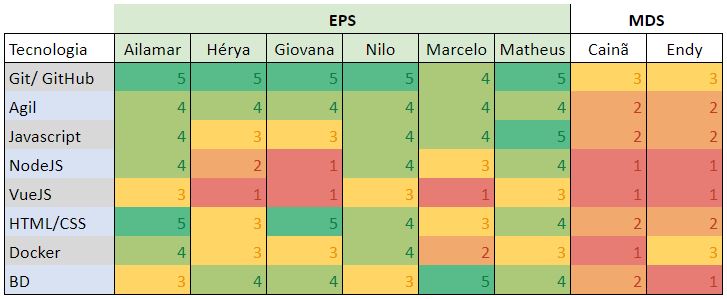 EPS MDS
Tecnologia Ailamar Hérya Giovana Nilo Marcelo Matheus Cainã Endy
Git/ GitHub 5 5 5 5 4 5 3 3
Agil 4 4 4 4 4 4 2 2
Javascript 4 3 3 4 4 5 2 2
NodeJS 4 2 1 4 3 4 1 1
VueJS 3 1 1 3 1 3 1 1
HTML/CSS 5 3 5 4 3 4 2 2
Docker 4 3 3 4 2 3 1 3
BD 3 4 4 3 5 4 2 1